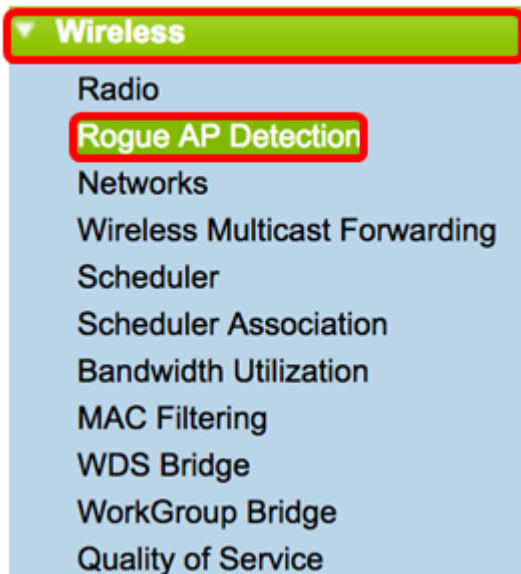 Wireless
Radio
Rogue AP Detection
Networks
Wireless Multicast Forwarding
Scheduler
Scheduler Association
Bandwidth Utilization
MAC Filtering
WDS Bridge
WorkGroup Bridge
Quality of Service